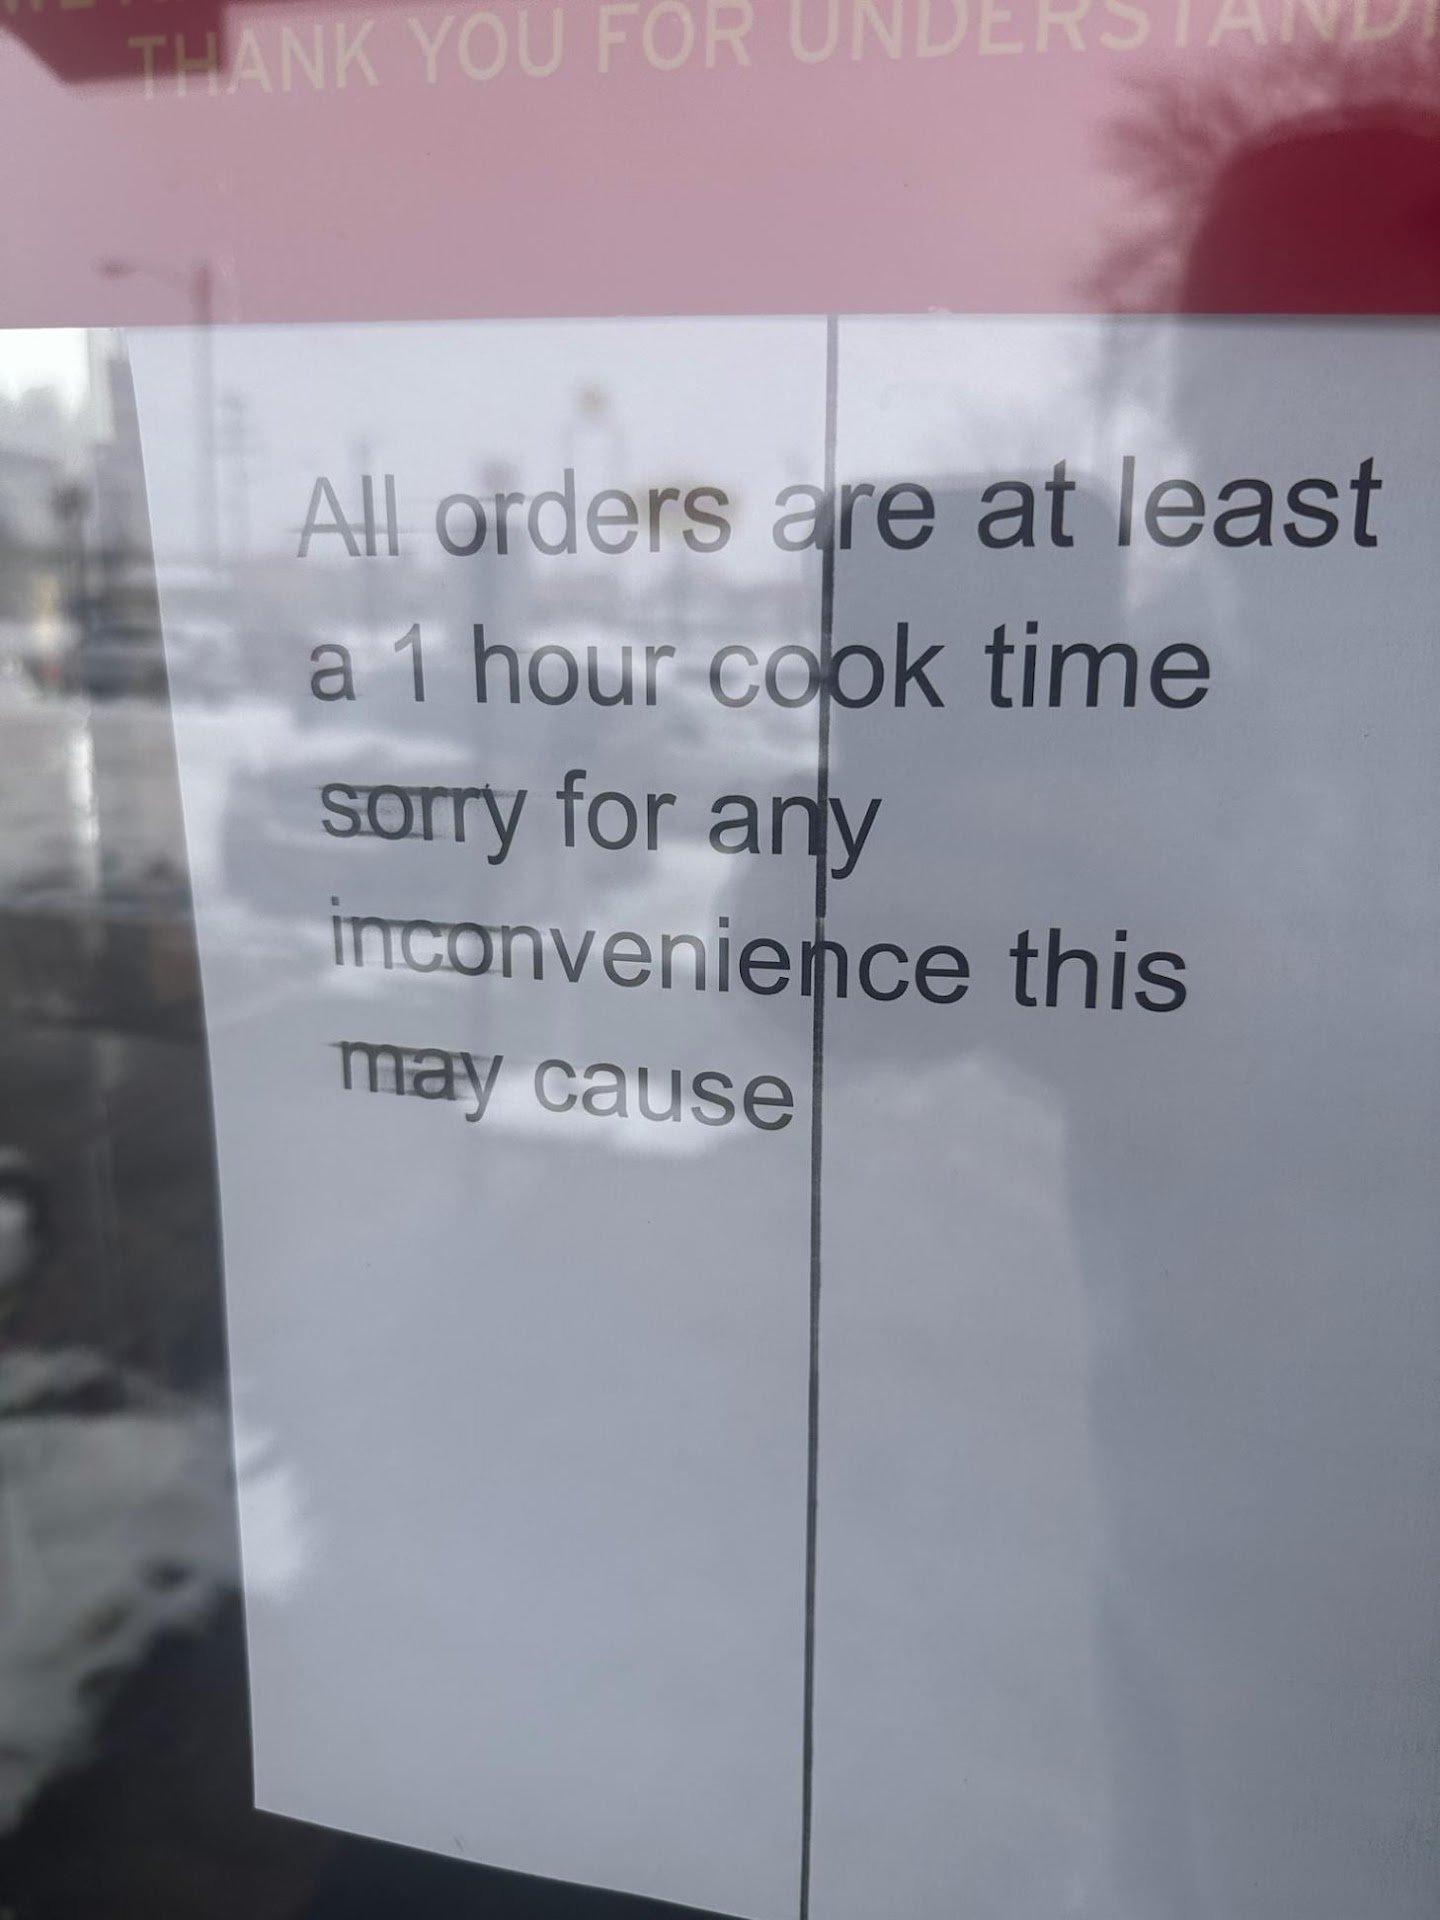 THANK YOU FOR
All orders are at least
a 1 hour cook time
sorry for any
inconvenience this
may cause